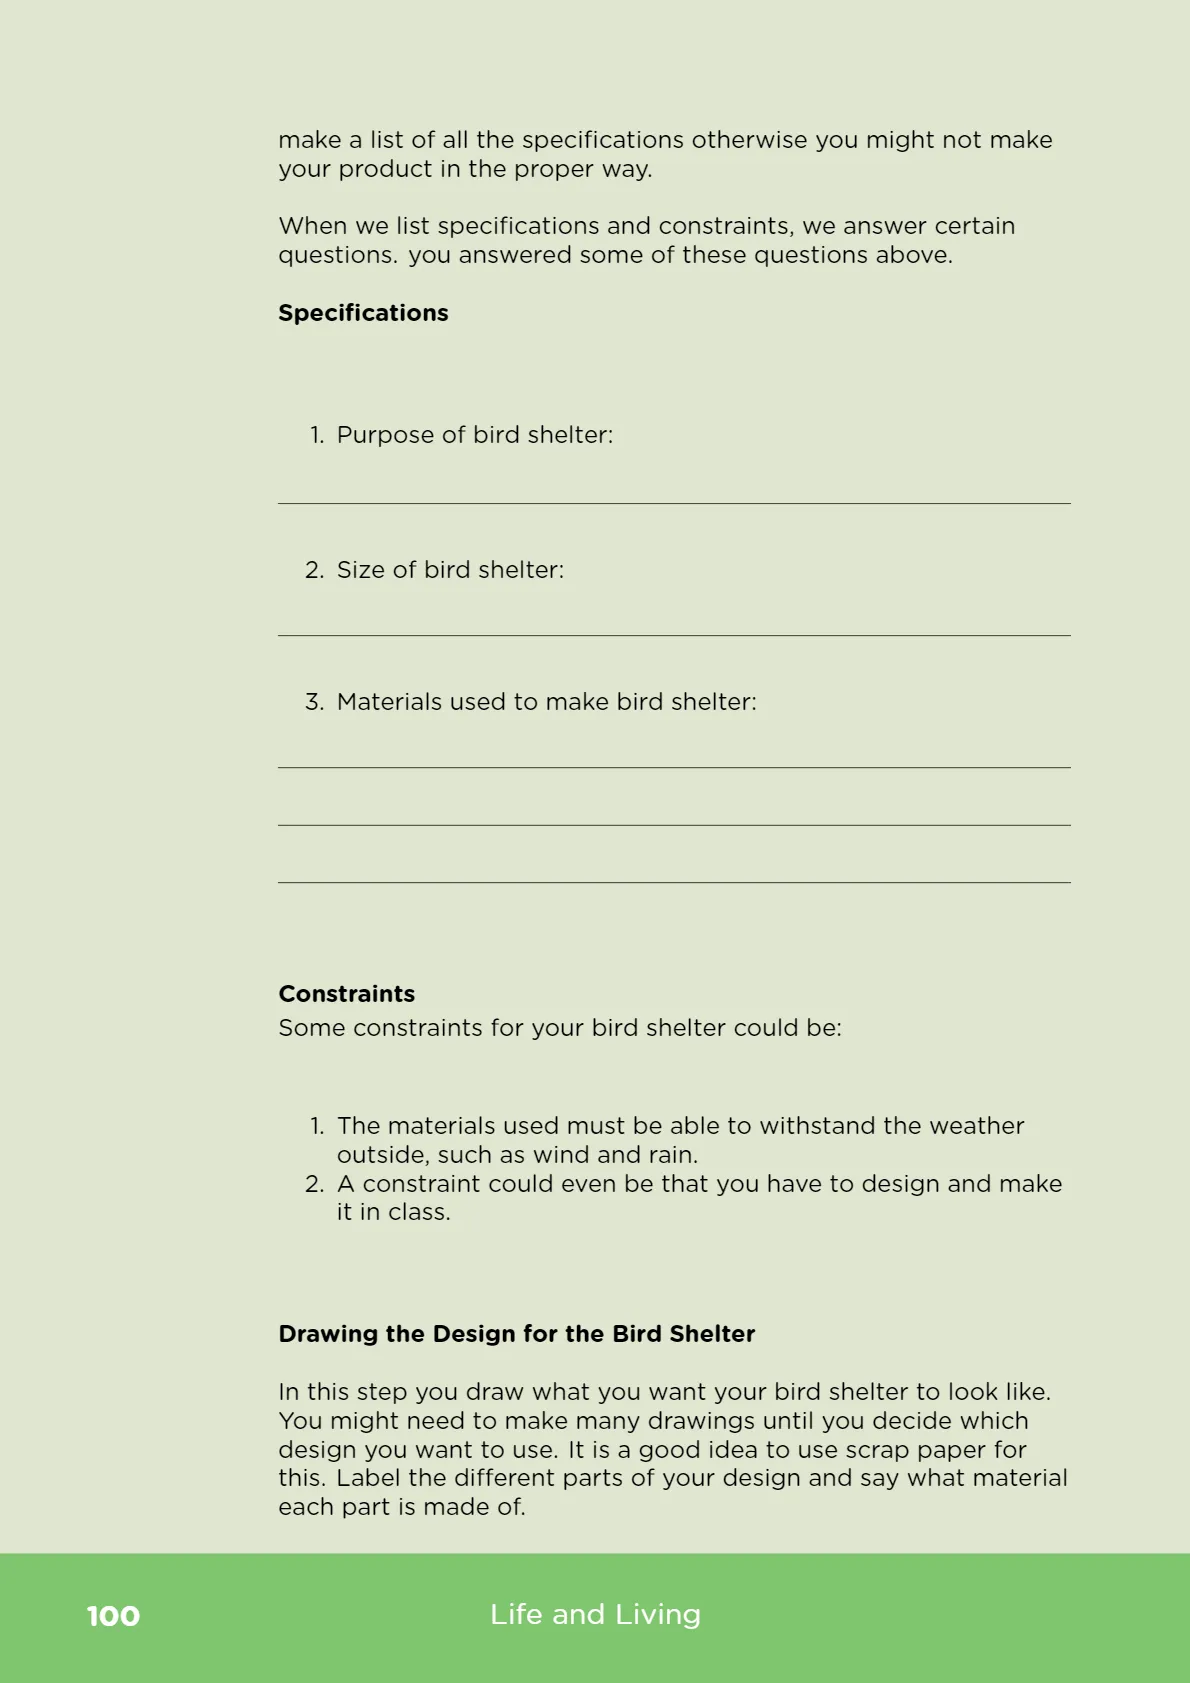 make a list of all the specifications otherwise you might not make
your product in the proper way.
When we list specifications and constraints, we answer certain
questions. you answered some of these questions above.
Specifications
1. Purpose of bird shelter:
2. Size of bird shelter:
3. Materials used to make bird shelter:
Constraints
Some constraints for your bird shelter could be:
1. The materials used must be able to withstand the weather
outside, such as wind and rain.
2. A constraint could even be that you have to design and make
it in class.
Drawing the Design for the Bird Shelter
In this step you draw what you want your bird shelter to look like.
You might need to make many drawings until you decide which
design you want to use. It is a good idea to use scrap paper for
this. Label the different parts of your design and say what material
each part is made of.
100 Life and Living